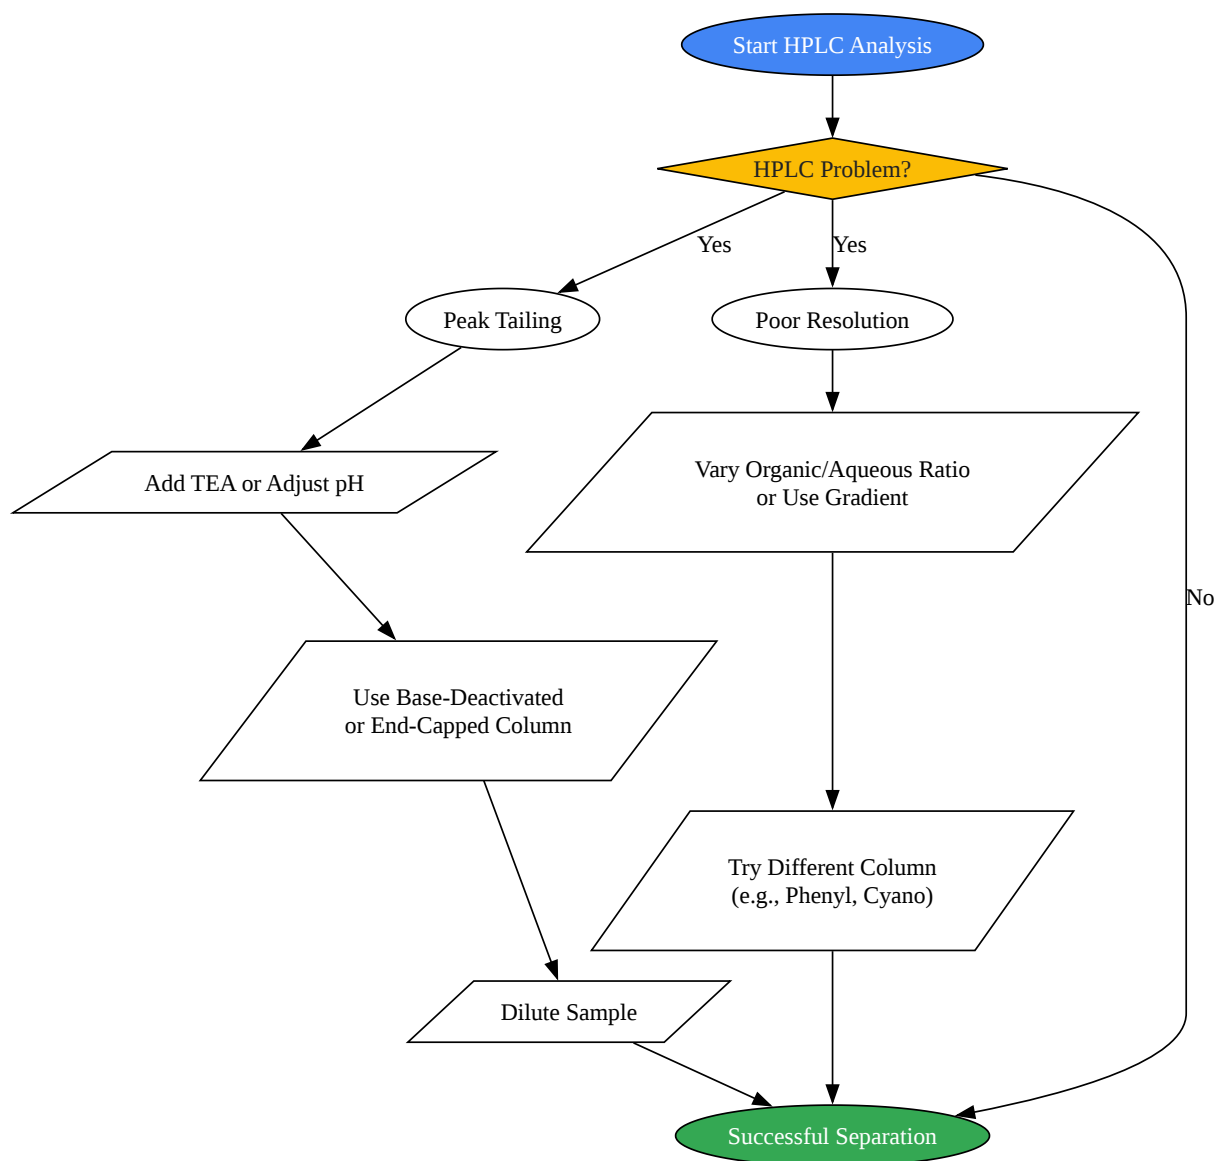 Start HPLC Analysis
HPLC Problem?
Yes
Yes
Peak Tailing
Poor Resolution
Add TEA or Adjust pH
Vary Organic/Aqueous Ratio
or Use Gradient
No
Use Base-Deactivated
or End-Capped Column
Try Different Column
(e.g., Phenyl, Cyano)
Dilute Sample
Successful Separation